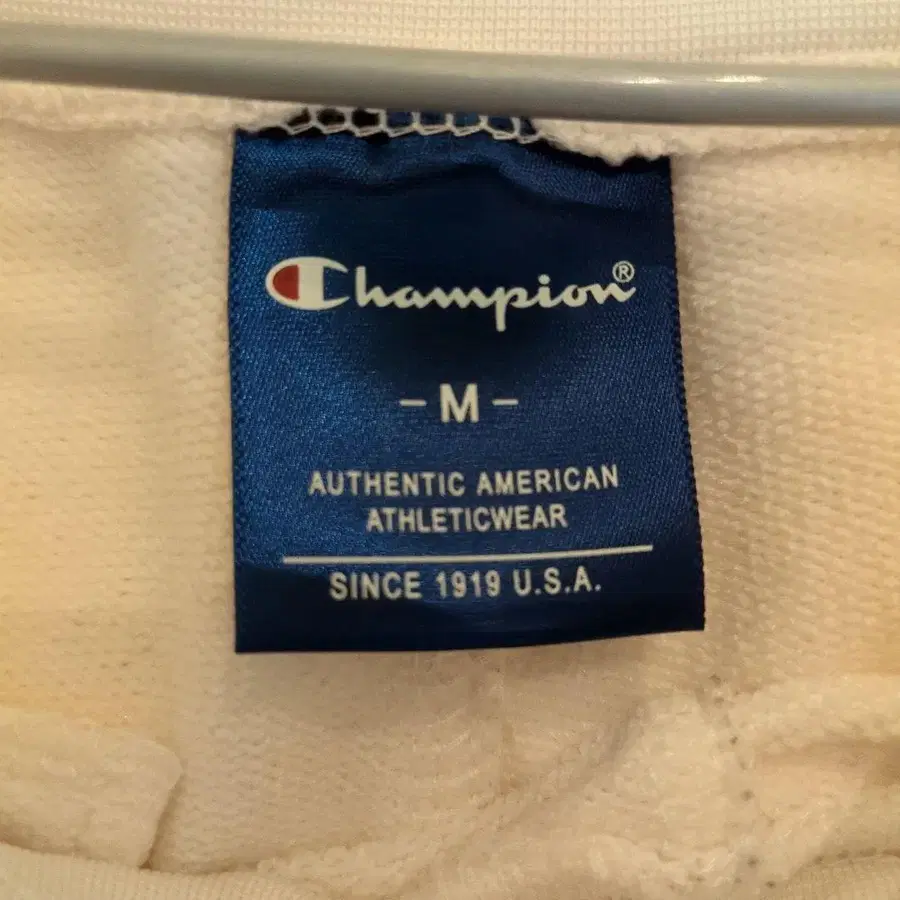 Champion®
- M -
AUTHENTIC AMERICAN
ATHLETICWEAR
SINCE 1919 U.S.A.